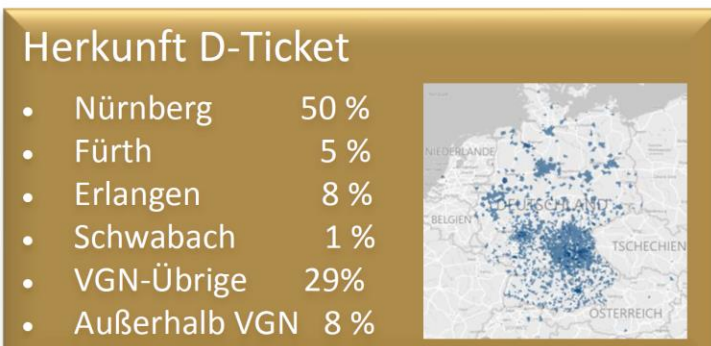 Herkunft D-Ticket
• Nürnberg 50 %
• Fürth 5 %
• Erlangen 8 %
• Schwabach 1 %
• VGN-Übrige 29%
• Außerhalb VGN 8 %
NIEDERLANDE
DEUTSCHLAND
BELGIEN
TSCHECHIEN
ÖSTERREICH